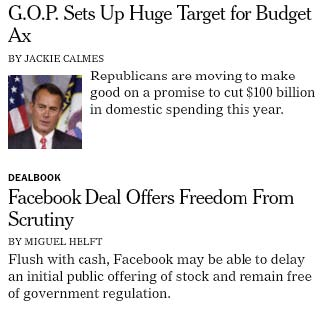 G.O.P. Sets Up Huge Target for Budget
Ax
BY JACKIE CALMES
Republicans are moving to make
good on a promise to cut $100 billion
in domestic spending this year.
DEALBOOK
Facebook Deal Offers Freedom From
Scrutiny
BY MIGUEL HELFT
Flush with cash, Facebook may be able to delay
an initial public offering of stock and remain free
of government regulation.